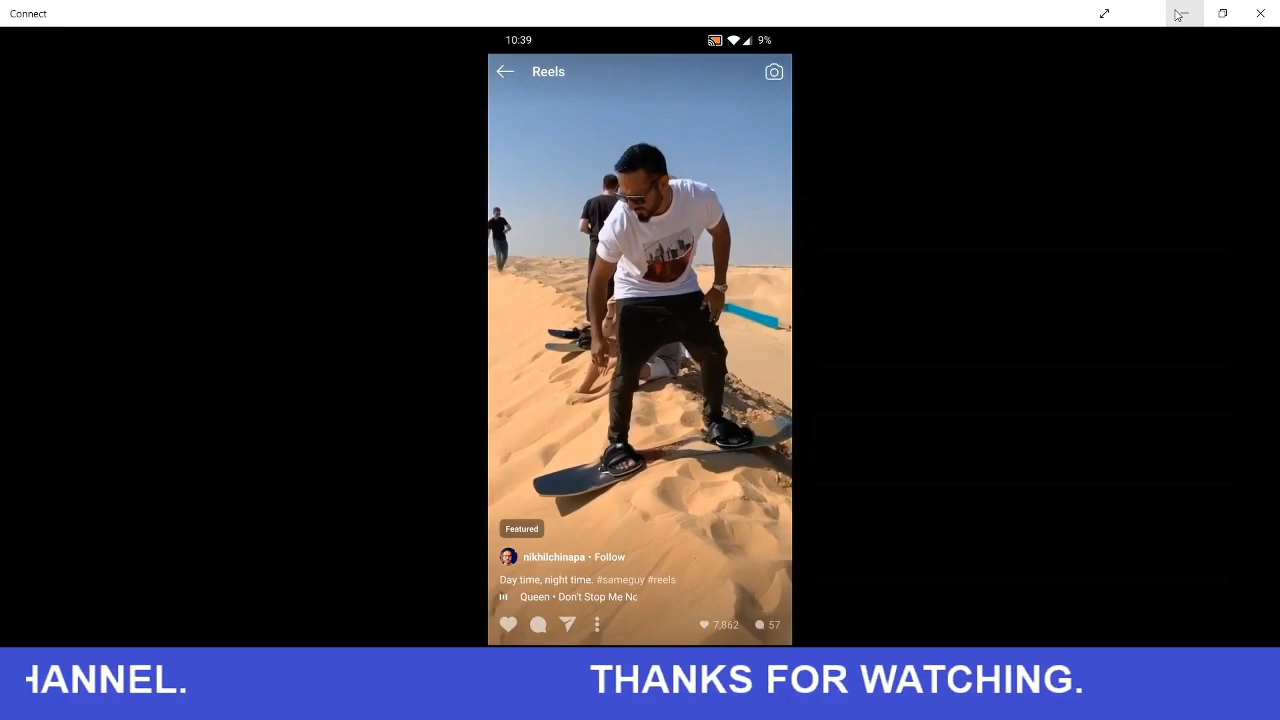 Connect
10:39
9%
Reels
Featured
nikhilchinapa • Follow
Day time, night time. #sameguy #reels
Queen • Don't Stop Me Nc
7,862
57
HANNEL.
THANKS FOR WATCHING.